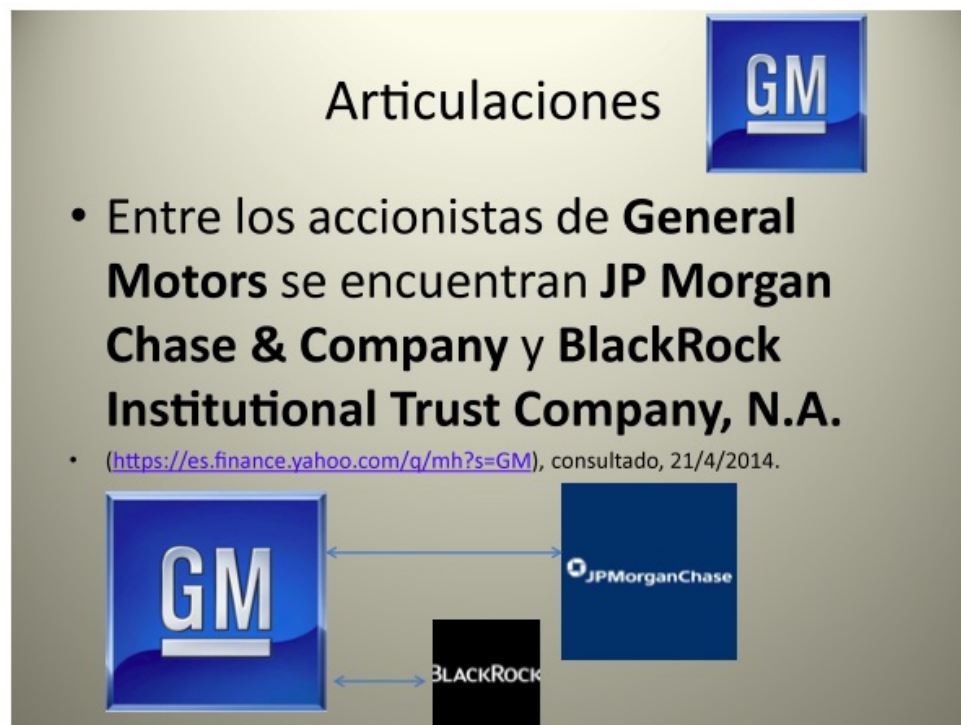 Articulaciones
GM
• Entre los accionistas de General
Motors se encuentran JP Morgan
Chase & Company y BlackRock
Institutional Trust Company, N.A.
• (https://es.finance.yahoo.com/q/mh?s=GM), consultado, 21/4/2014.
GM
JPMorganChase
BLACKROCK